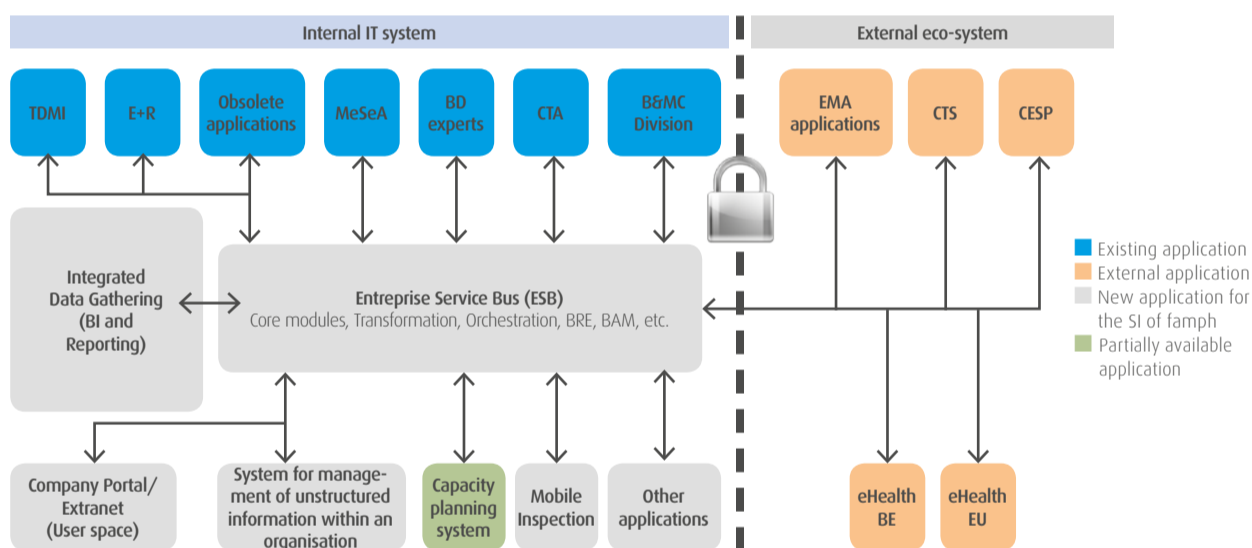 Internal IT system
External eco-system
TDMI
E+R
Obsolete
applications
MeSeA
BD
experts
CTA
B&MC
Division
EMA
applications
CTS
CESP
Integrated
Data Gathering
(BI and
Reporting)
Entreprise Service Bus (ESB)
Core modules, Transformation, Orchestration, BRE, BAM, etc.
Existing application
External application
New application for
the SI of famph
Partially available
application
Company Portal/
Extranet
(User space)
System for manage-
ment of unstructured
information within an
organisation
Capacity
planning
system
Mobile
Inspection
Other
applications
eHealth
BE
eHealth
EU